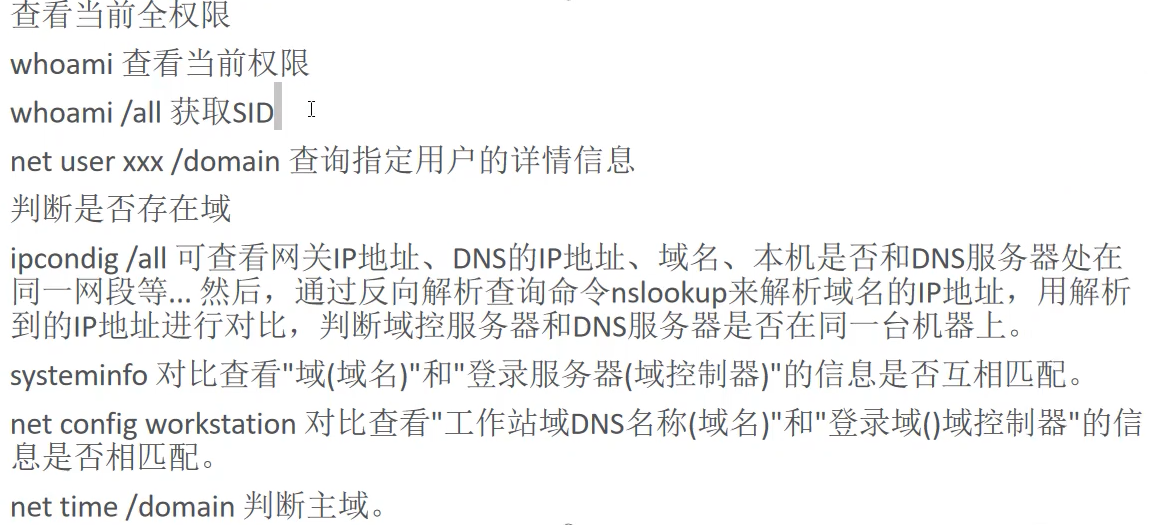 查看当前全权限
whoami 查看当前权限
whoami /all 获取SID
net user xxx /domain 查询指定用户的详情信息
判断是否存在域
ipcondig /all 可查看网关IP地址、DNS的IP地址、域名、本机是否和DNS服务器处在
同一网段等... 然后，通过反向解析查询命令nslookup来解析域名的IP地址，用解析
到的IP地址进行对比，判断域控服务器和DNS服务器是否在同一台机器上。
systeminfo 对比查看"域(域名)"和"登录服务器(域控制器)"的信息是否互相匹配。
net config workstation 对比查看"工作站域DNS名称(域名)"和"登录域()域控制器"的信
息是否相匹配。
net time /domain 判断主域。